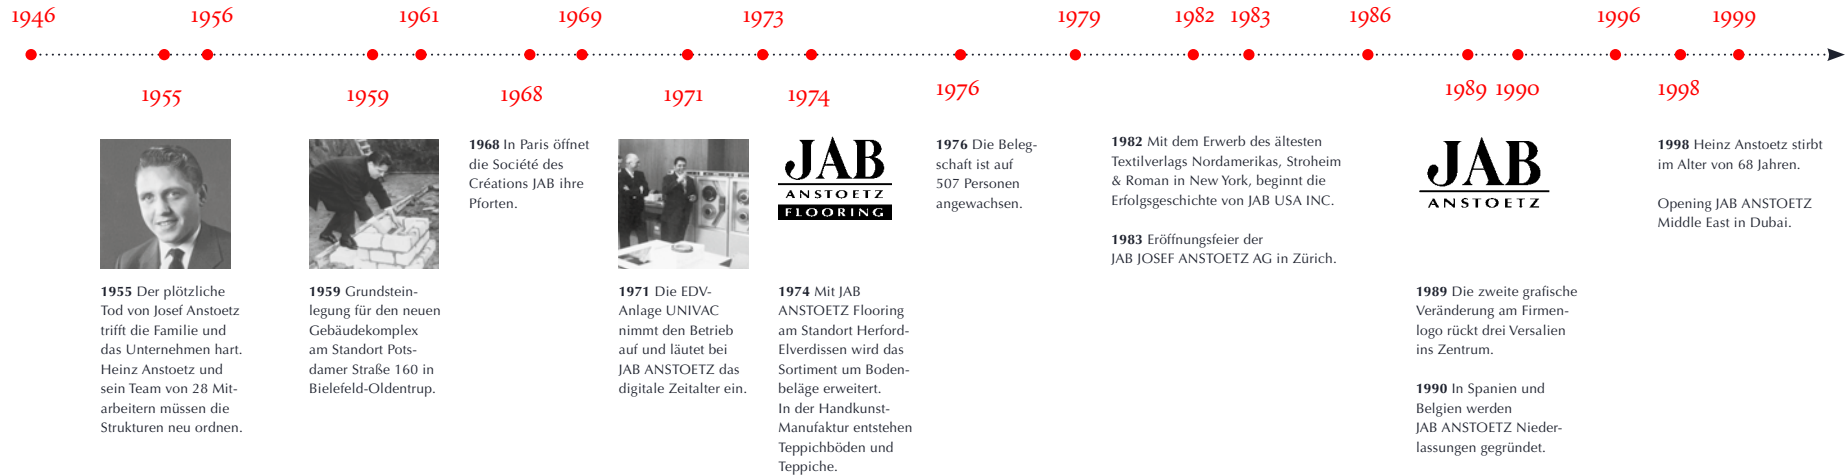 1946
1956
1961
1969
1973
1979
1982 1983
1986
1996
1999
1955
1959
1968
1971
1974
1976
1989 1990
1998
1955 Der plötzliche
Tod von Josef Anstoetz
trifft die Familie und
das Unternehmen hart.
Heinz Anstoetz und
sein Team von 28 Mit-
arbeitern müssen die
Strukturen neu ordnen.
1959 Grundstein-
legung für den neuen
Gebäudekomplex
am Standort Pots-
damer Straße 160 in
Bielefeld-Oldentrup.
1968 In Paris öffnet
die Société des
Créations JAB ihre
Pforten.
1971 Die EDV-
Anlage UNIVAC
nimmt den Betrieb
auf und läutet bei
JAB ANSTOETZ das
digitale Zeitalter ein.
JAB
ANSTOETZ
FLOORING
1974 Mit JAB
ANSTOETZ Flooring
am Standort Herford-
Elverdissen wird das
Sortiment um Boden-
beläge erweitert.
In der Handkunst-
Manufaktur entstehen
Teppichböden und
Teppiche.
1976 Die Beleg-
schaft ist auf
507 Personen
angewachsen.
1982 Mit dem Erwerb des ältesten
Textilverlags Nordamerikas, Stroheim
& Roman in New York, beginnt die
Erfolgsgeschichte von JAB USA INC.
1983 Eröffnungsfeier der
JAB JOSEF ANSTOETZ AG in Zürich.
JAB
ANSTOETZ
1989 Die zweite grafische
Veränderung am Firmen-
logo rückt drei Versalien
ins Zentrum.
1990 In Spanien und
Belgien werden
JAB ANSTOETZ Nieder-
lassungen gegründet.
1998 Heinz Anstoetz stirbt
im Alter von 68 Jahren.
Opening JAB ANSTOETZ
Middle East in Dubai.